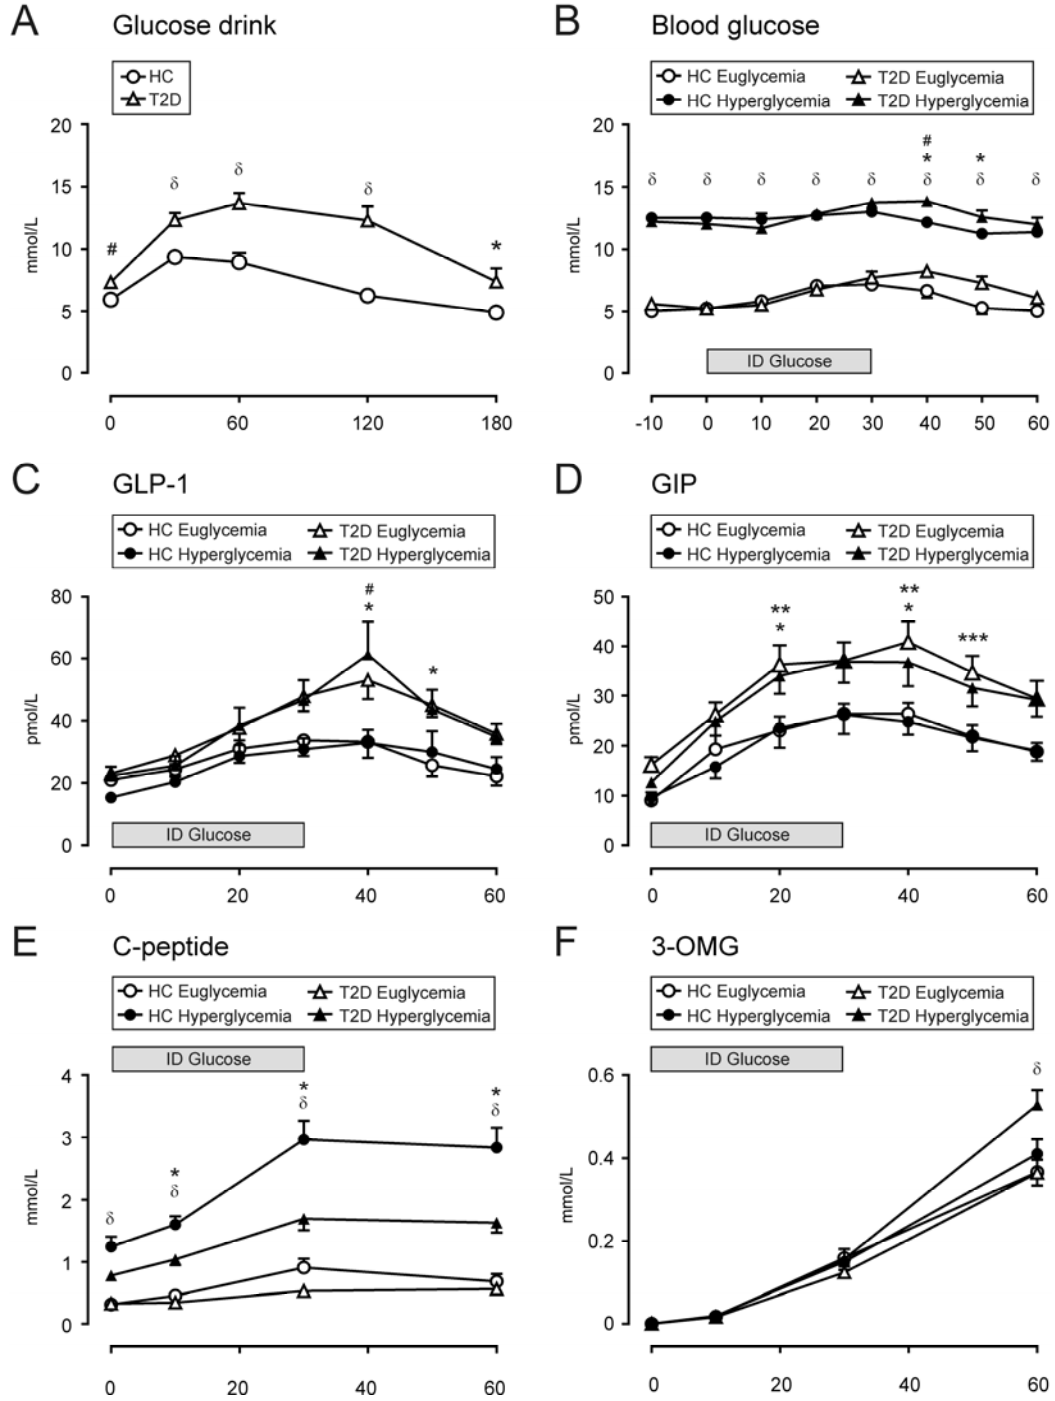 A Glucose drink
HC
T2D
20
15
10
5
0
mmol/L
#
δ
δ
δ
*
0 60 120 180
B Blood glucose
HC Euglycemia T2D Euglycemia
HC Hyperglycemia T2D Hyperglycemia
20
15
10
5
0
mmol/L
#
* *
δ δ δ δ δ δ δ δ
ID Glucose
-10 0 10 20 30 40 50 60
C GLP-1
HC Euglycemia T2D Euglycemia
HC Hyperglycemia T2D Hyperglycemia
80
60
40
20
0
pmol/L
#
*
*
ID Glucose
0 20 40 60
D GIP
HC Euglycemia T2D Euglycemia
HC Hyperglycemia T2D Hyperglycemia
50
40
30
20
10
0
pmol/L
** **
* *
***
ID Glucose
0 20 40 60
E C-peptide
HC Euglycemia T2D Euglycemia
HC Hyperglycemia T2D Hyperglycemia
ID Glucose
4
3
2
1
0
mmol/L
δ
*
δ
*
δ
*
δ
0 20 40 60
F 3-OMG
HC Euglycemia T2D Euglycemia
HC Hyperglycemia T2D Hyperglycemia
ID Glucose
0.6
0.4
0.2
0
mmol/L
δ
0 20 40 60